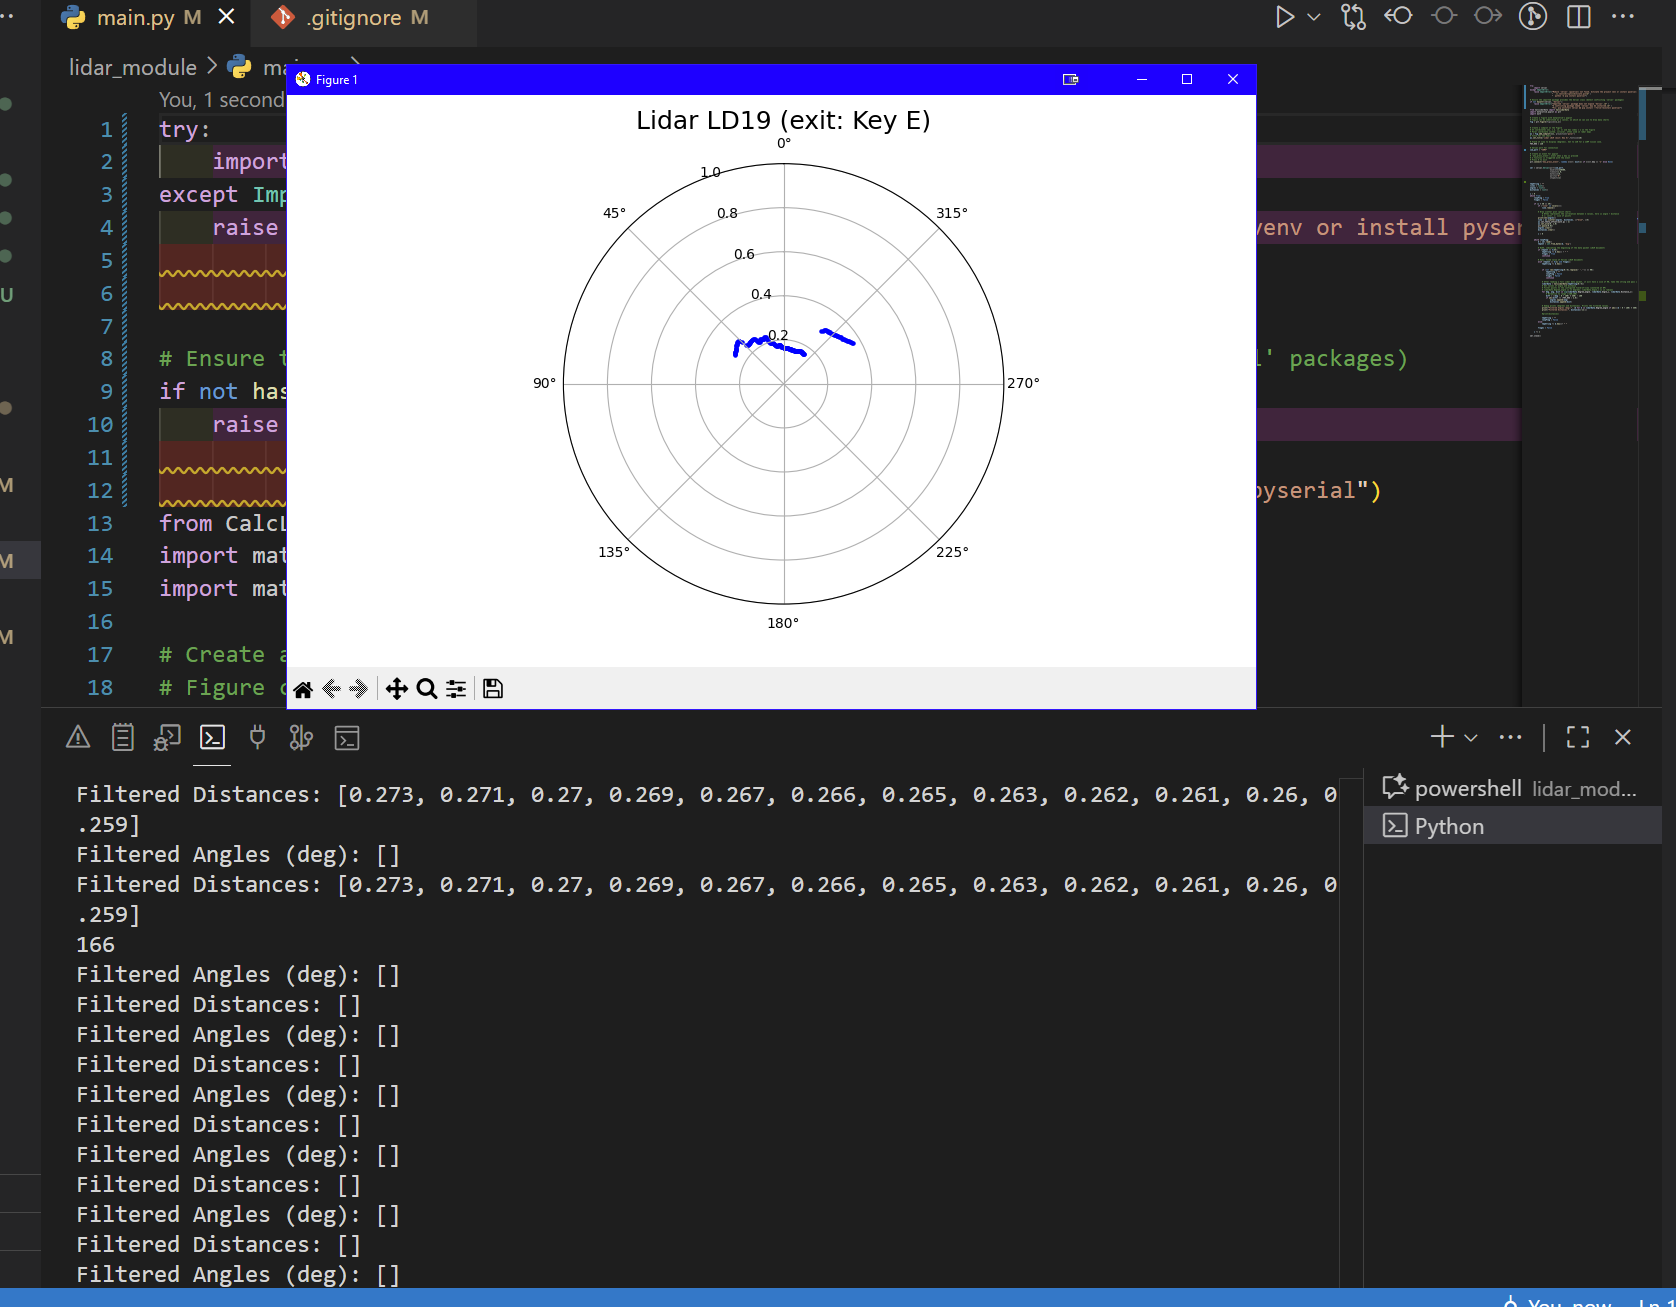 main.py M
.gitignore M
lidar_module
You, 1 second
1 try:
2 import
3 except Imp
4 raise
venv or install pyser
5
6
7
8 # Ensure t
' packages)
9 if not has
10 raise
11
12
pyserial")
13 from CalcL
14 import mat
15 import mat
16
17 # Create a
18 # Figure c
Figure 1
Lidar LD19 (exit: Key E)
0°
1.0
45°
0.8
315°
0.6
0.4
0.2
90°
270°
135°
225°
180°
Filtered Distances: [0.273, 0.271, 0.27, 0.269, 0.267, 0.266, 0.265, 0.263, 0.262, 0.261, 0.26, 0
.259]
Filtered Angles (deg): []
Filtered Distances: [0.273, 0.271, 0.27, 0.269, 0.267, 0.266, 0.265, 0.263, 0.262, 0.261, 0.26, 0
.259]
166
Filtered Angles (deg): []
Filtered Distances: []
Filtered Angles (deg): []
Filtered Distances: []
Filtered Angles (deg): []
Filtered Distances: []
Filtered Angles (deg): []
Filtered Distances: []
Filtered Angles (deg): []
Filtered Distances: []
Filtered Angles (deg): []
powershell lidar_mod...
Python
U
M
M
M